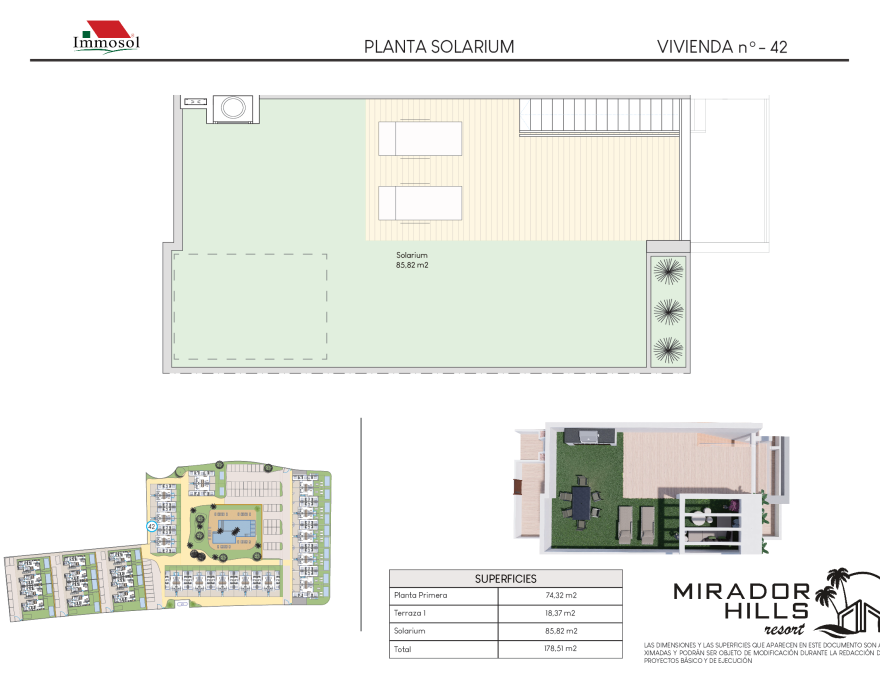 Immosol
PLANTA SOLARIUM
VIVIENDA nº - 42
Solarium
85.82 m2
42
SUPERFICIES
Planta Primera 74,32 m2
Terraza 1 18,37 m2
Solarium 85.82 m2
Total 178,51 m2
MIRADOR
HILLS
resort
LAS DIMENSIONES Y LAS SUPERFICIES QUE APARECEN EN ESTE DOCUMENTO SON
XIMADAS Y PODRÁN SER OBJETO DE MODIFICACIÓN DURANTE LA REDACCIÓN
PROYECTOS BÁSICO Y DE EJECUCIÓN